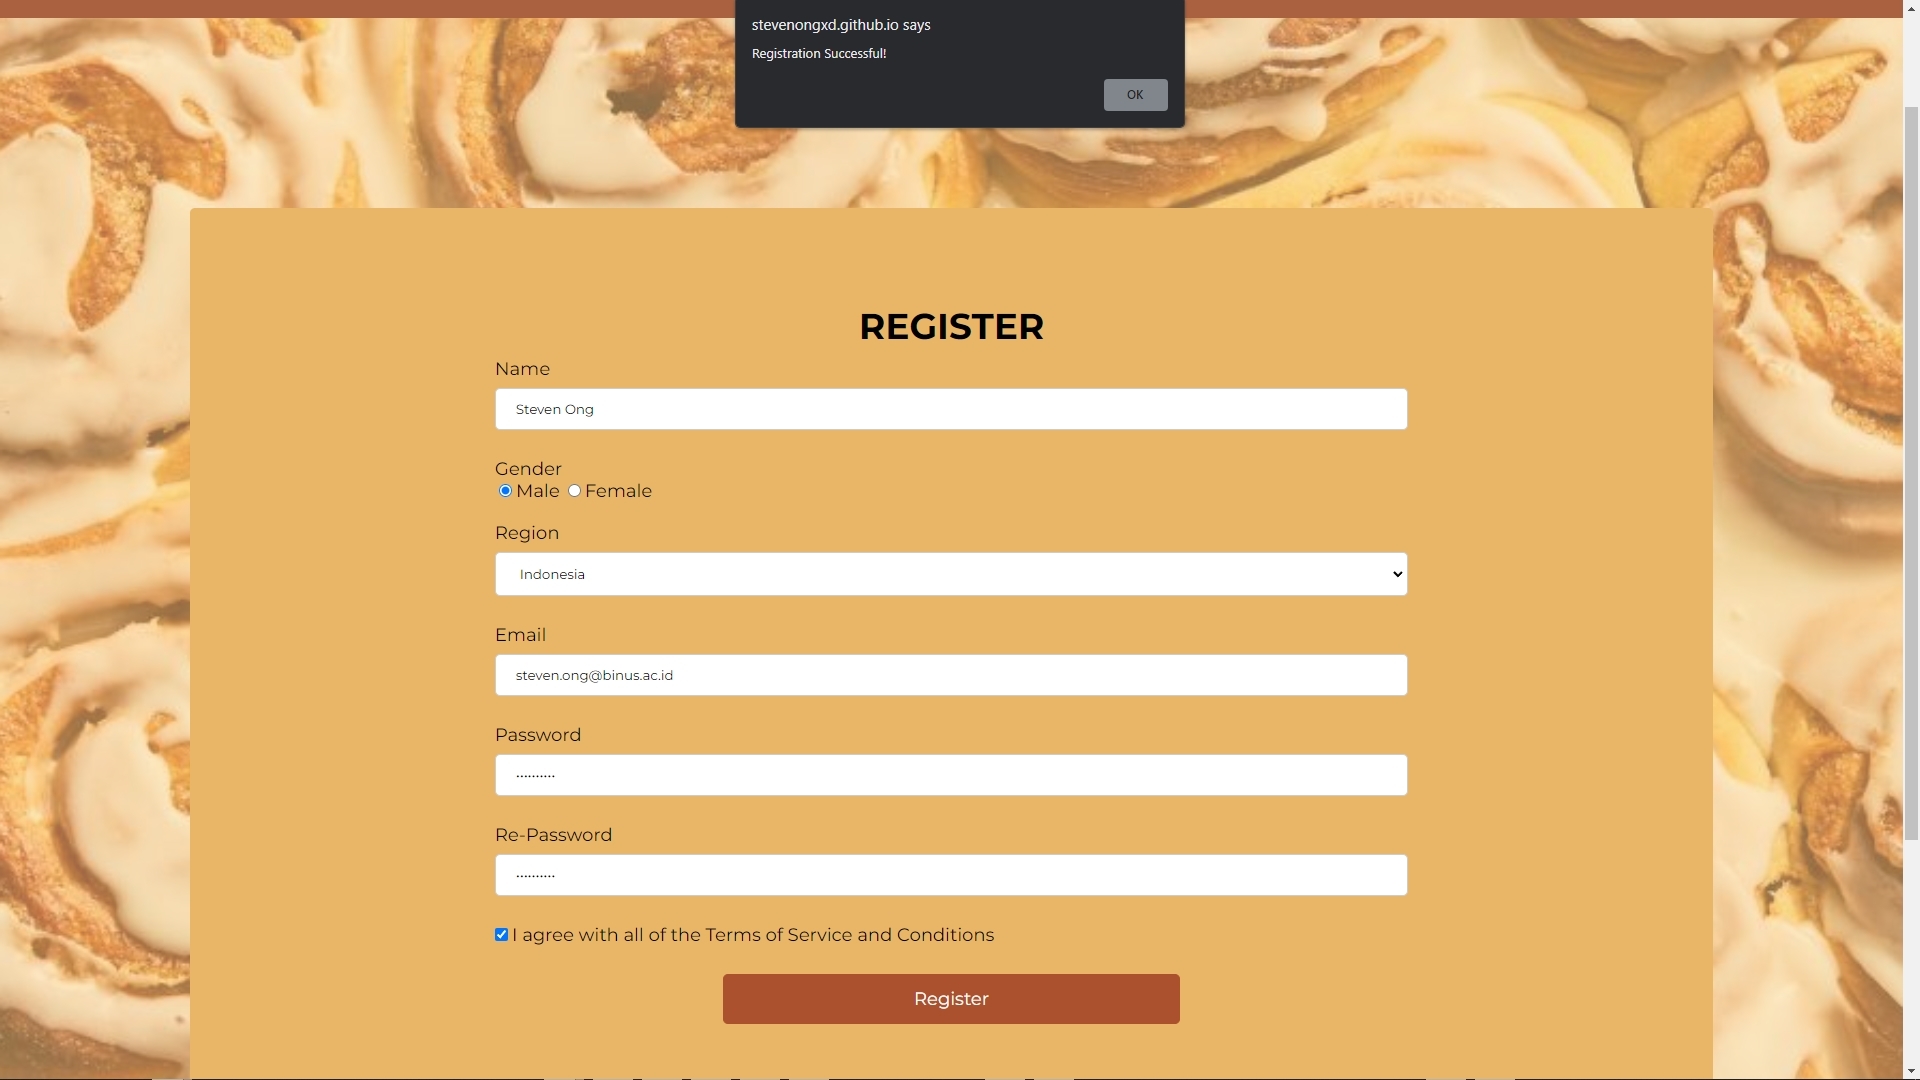 stevenongxd.github.io says
Registration Successful!
OK
REGISTER
Name
Steven Ong
Gender
Male Female
Region
Indonesia
Email
steven.ong@binus.ac.id
Password
••••••••••
Re-Password
••••••••••
I agree with all of the Terms of Service and Conditions
Register